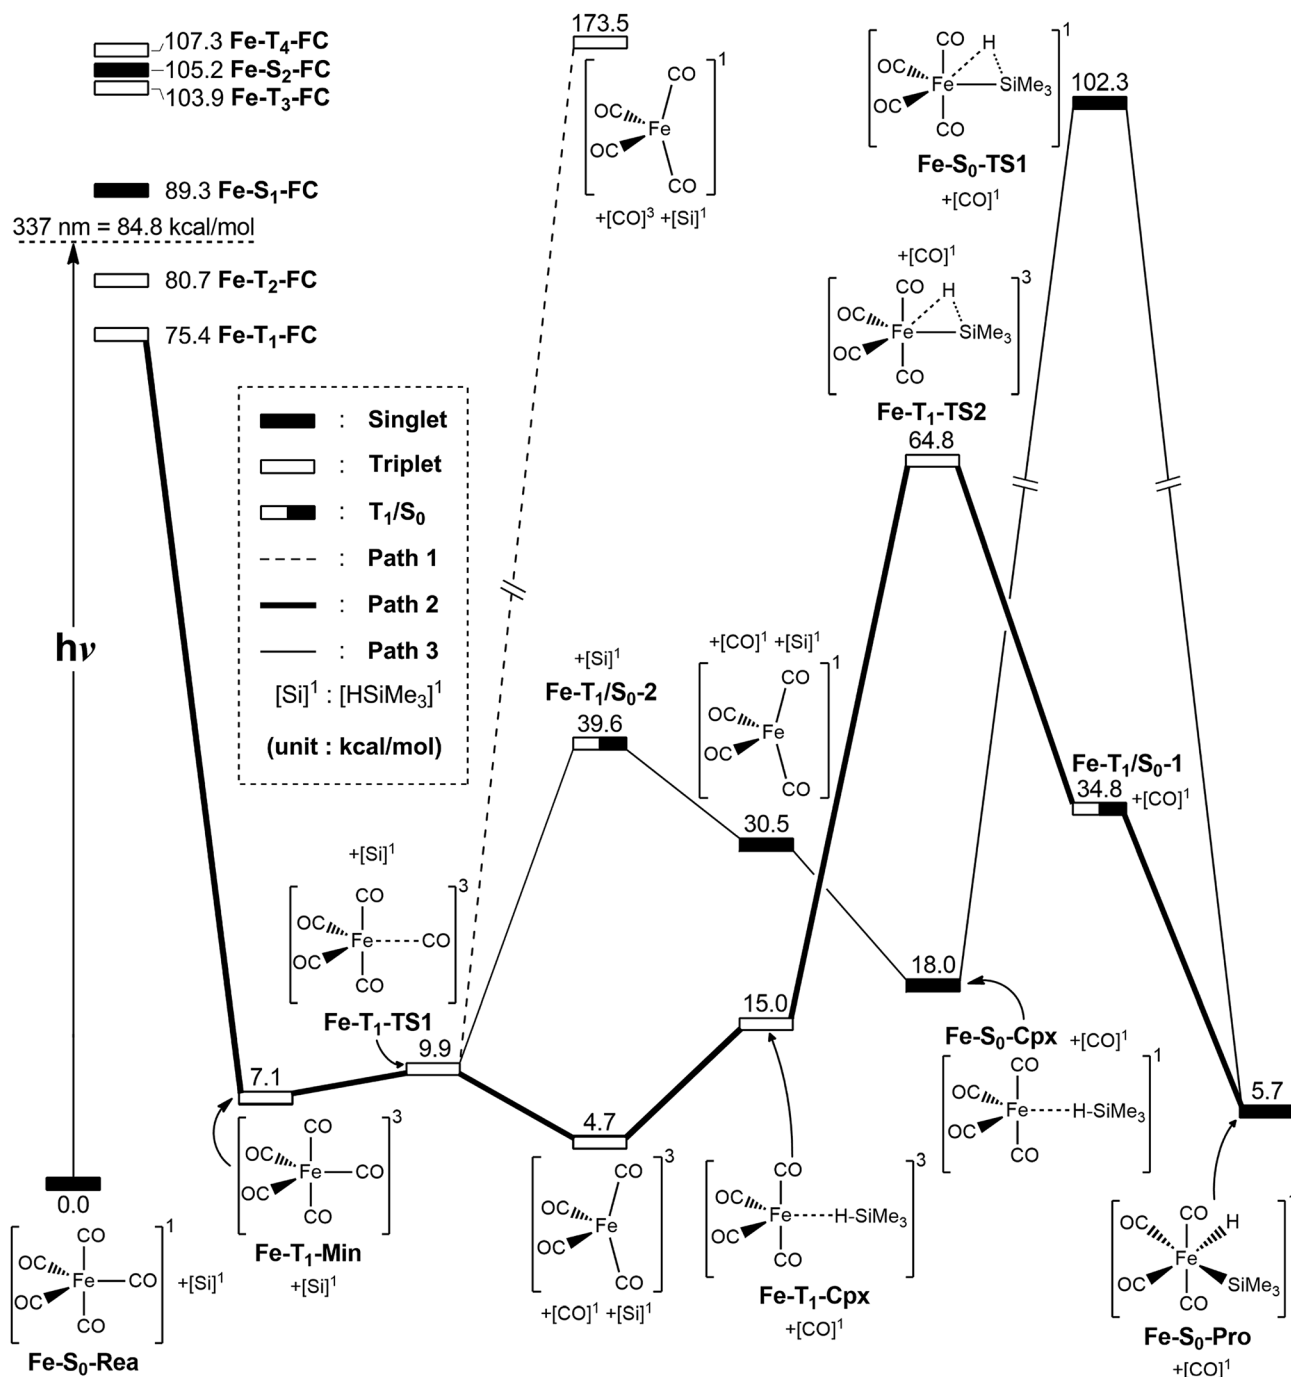 107.3 Fe-T4-FC
105.2 Fe-S2-FC
103.9 Fe-T3-FC
89.3 Fe-S1-FC
337 nm = 84.8 kcal/mol
80.7 Fe-T2-FC
75.4 Fe-T1-FC
hν
: Singlet
: Triplet
: T1/S0
: Path 1
: Path 2
: Path 3
[Si]1 : [HSiMe3]1
(unit : kcal/mol)
0.0
CO
OC
Fe
CO
OC
CO
1
+[Si]1
Fe-S0-Rea
7.1
CO
OC
Fe
CO
OC
CO
3
Fe-T1-Min
+[Si]1
+[Si]1
CO
OC
Fe
CO
OC
CO
3
Fe-T1-TS1
9.9
173.5
CO
OC
Fe
OC
CO
1
+[CO]3 +[Si]1
+[Si]1
Fe-T1/S0-2
39.6
4.7
CO
OC
Fe
OC
CO
3
+[CO]1 +[Si]1
+[CO]1 +[Si]1
CO
OC
Fe
OC
CO
1
30.5
15.0
CO
OC
Fe
H-SiMe3
OC
CO
3
Fe-T1-Cpx
+[CO]1
CO
H
OC
Fe
SiMe3
OC
CO
1
Fe-S0-TS1
+[CO]1
102.3
+[CO]1
CO
H
OC
Fe
SiMe3
OC
CO
3
Fe-T1-TS2
64.8
18.0
Fe-S0-Cpx +[CO]1
CO
OC
Fe
H-SiMe3
OC
CO
1
Fe-T1/S0-1
34.8
+[CO]1
5.7
CO
H
OC
Fe
OC
SiMe3
CO
Fe-S0-Pro
+[CO]1